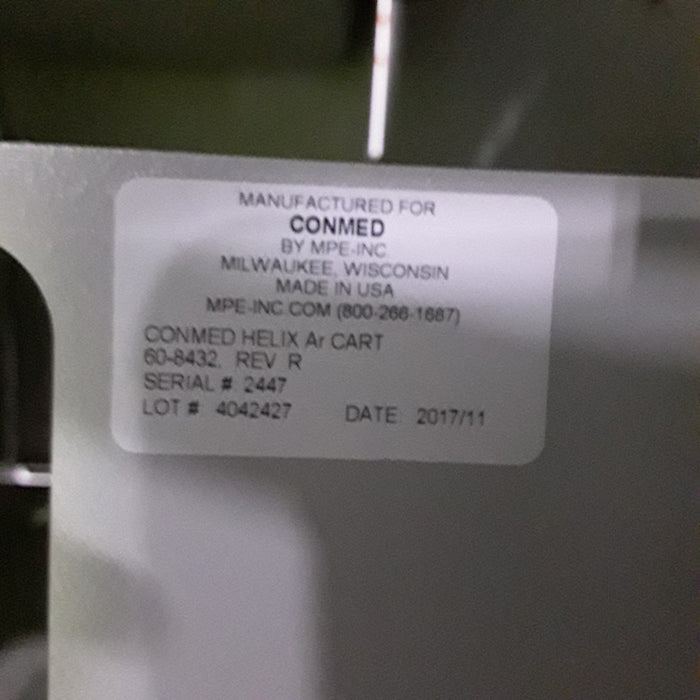 MANUFACTURED FOR
CONMED
BY MPE-INC
MILWAUKEE, WISCONSIN
MADE IN USA
MPE-INC.COM (800-266-1687)
CONMED HELIX Ar CART
60-8432, REV R
SERIAL # 2447
LOT # 4042427 DATE: 2017/11